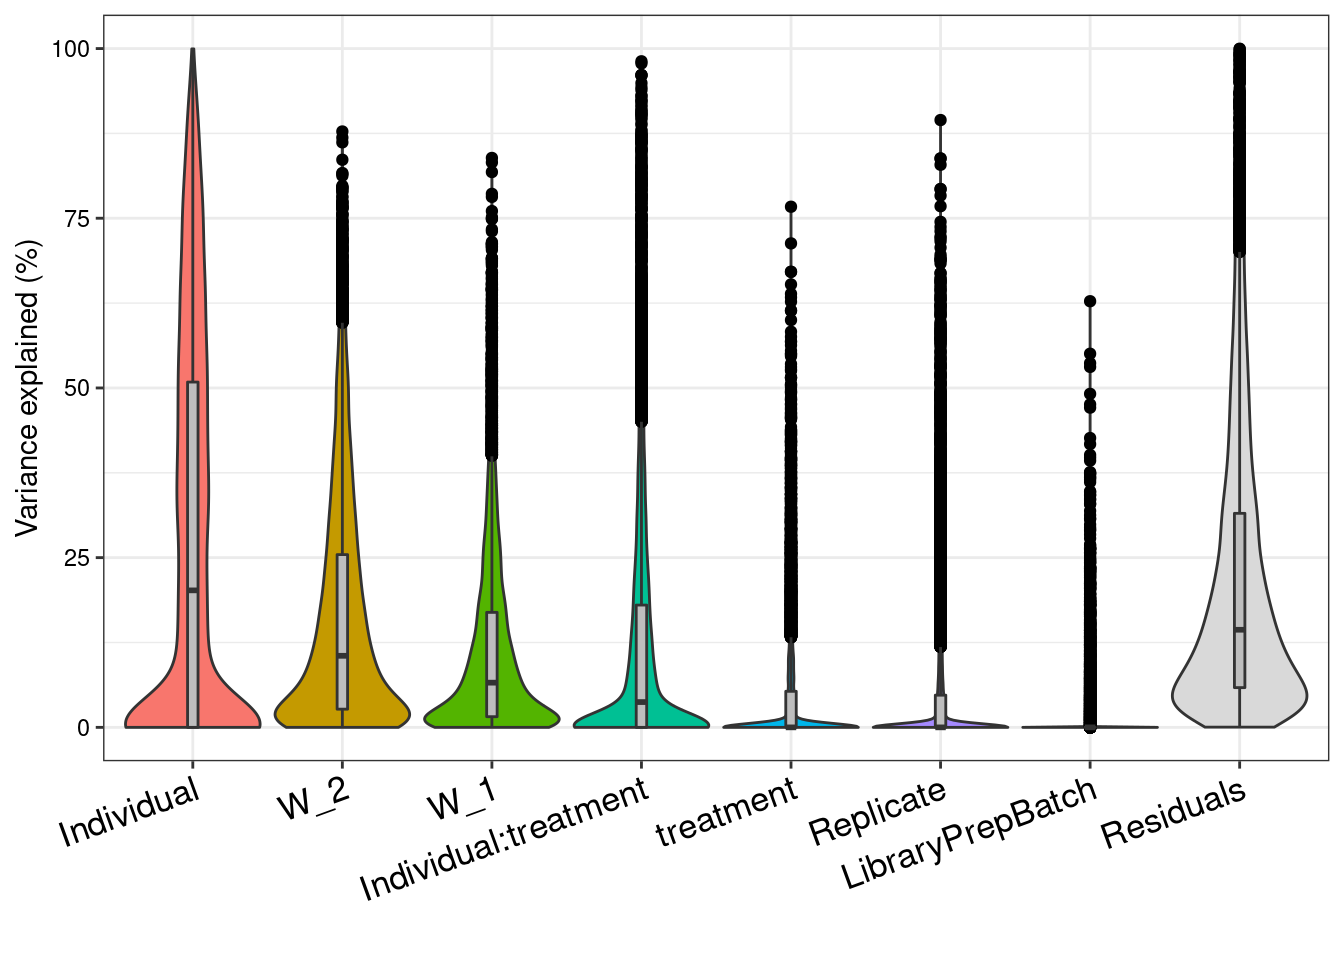 Variance explained (%)
100
75
50
25
0
Individual
W_2
W_1
Individual:treatment
treatment
Replicate
LibraryPrepBatch
Residuals